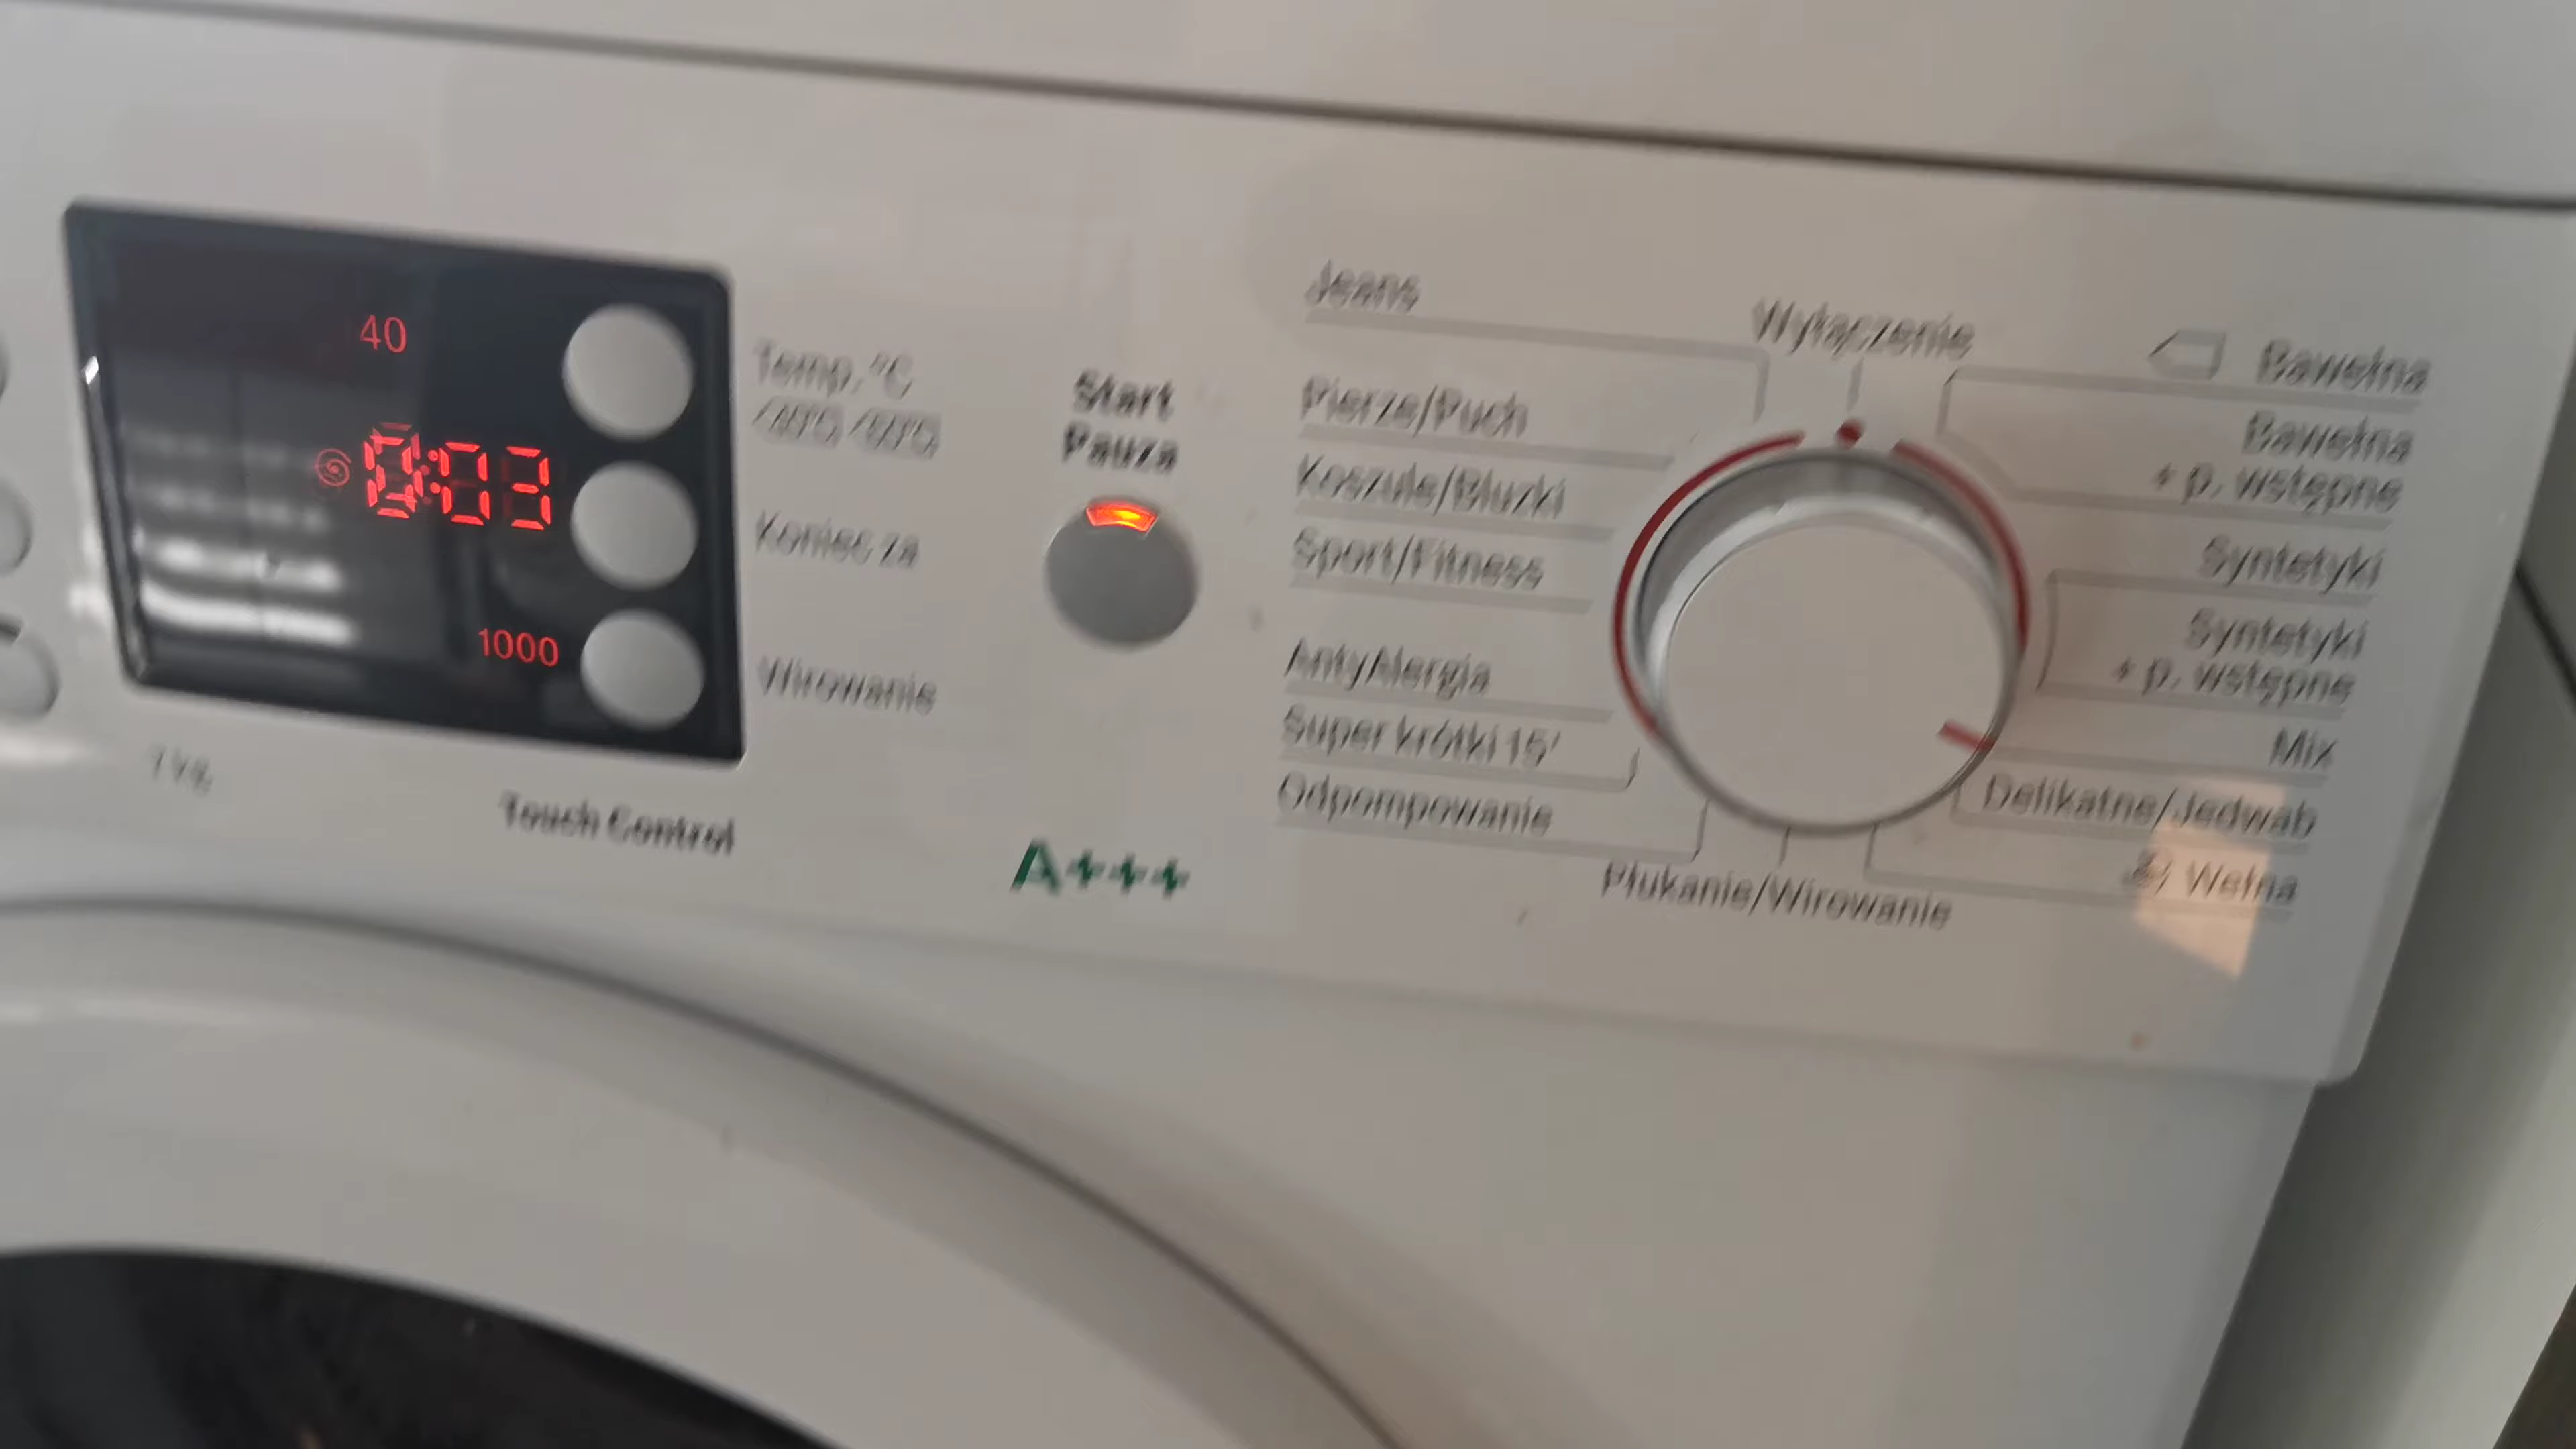 40
0:03
1000
Temp. °C
Koniec za
Wirowanie
Touch Control
Start
Pauza
A+++
Jeans
Pierze/Puch
Koszule/Bluzki
Sport/Fitness
AntyAlergia
Super krótki 15'
Odpompowanie
Płukanie/Wirowanie
Wyłączenie
Bawełna
Bawełna
+ p. wstępne
Syntetyki
Syntetyki
+ p. wstępne
Mix
Delikatne/Jedwab
Wełna